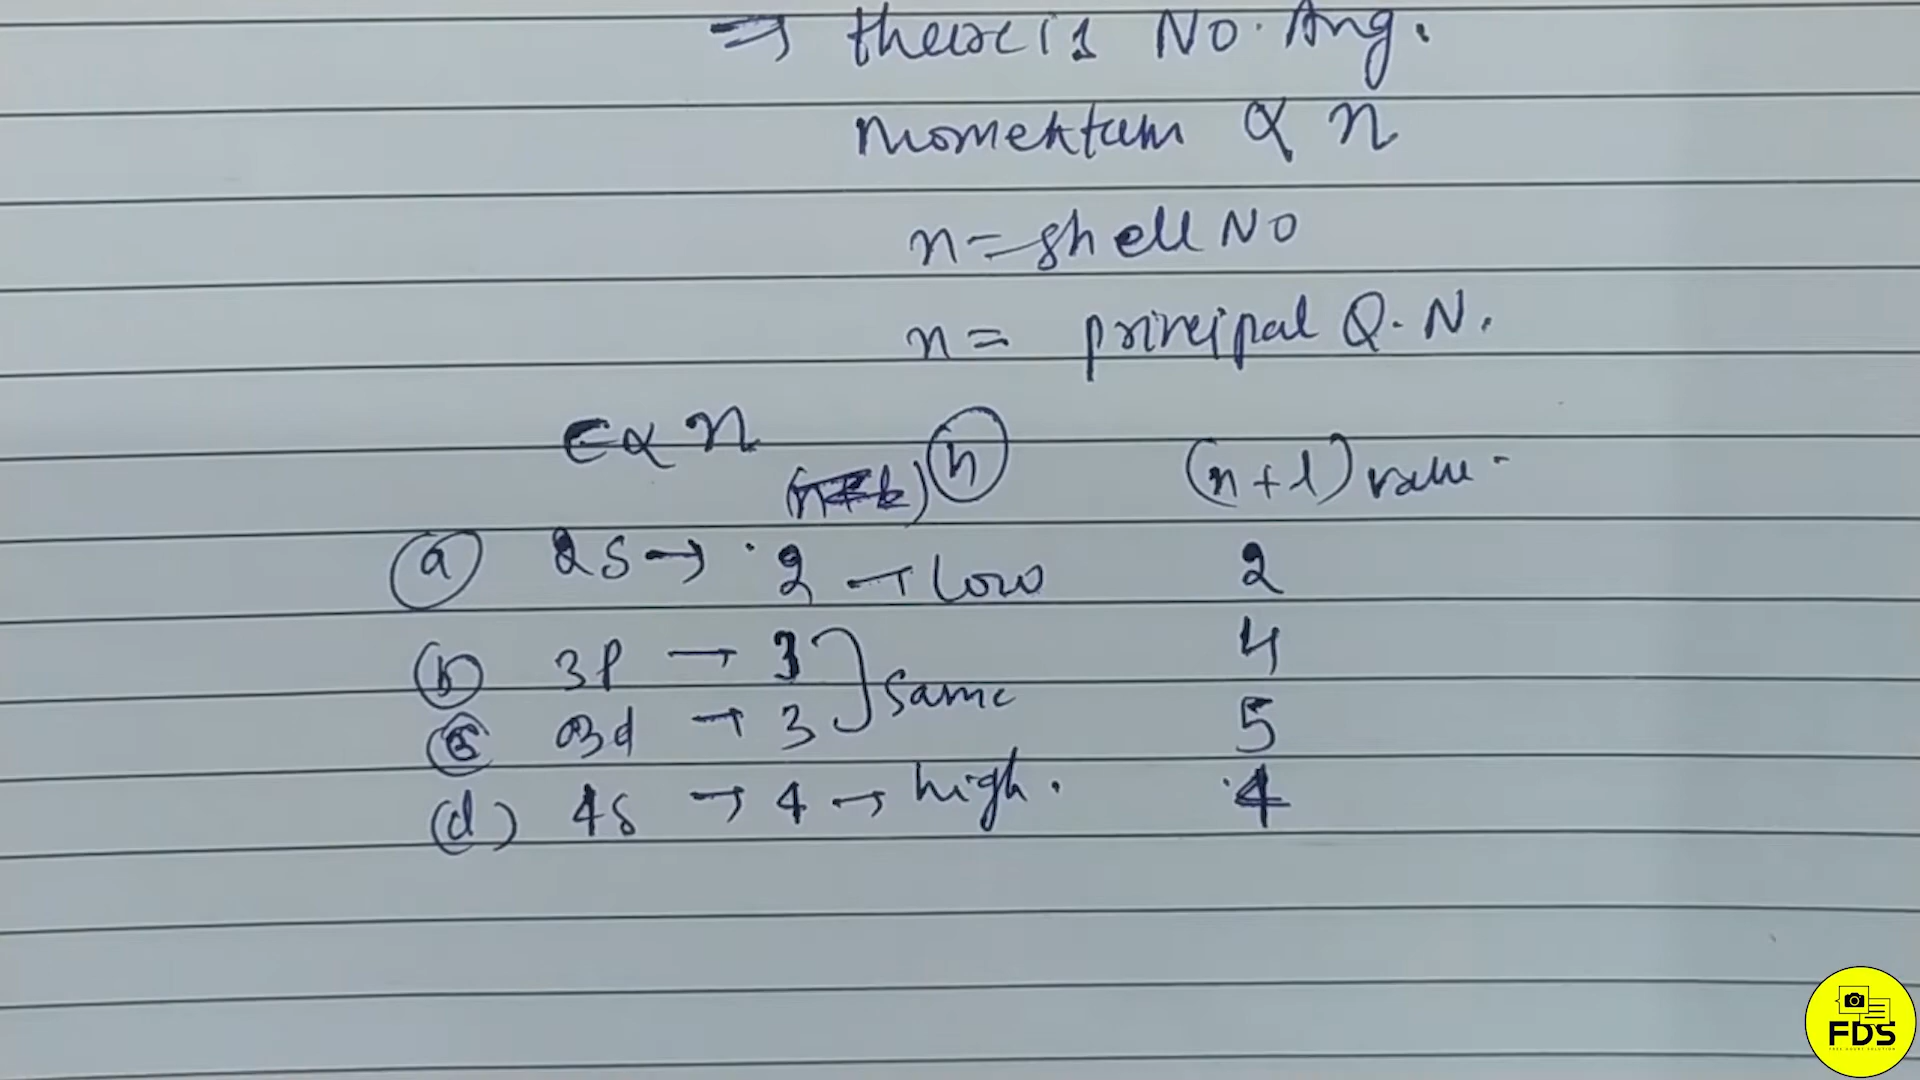 ⇒ there is No. Ang.
momentum α n
n = shell No
n = principal Q. N.
E α n
(n) (n+l) value
(a) 2s → 2 → low 2
(b) 3p → 3 4
same
(c) 3d → 3 5
(d) 4s → 4 → high. 4
FDS